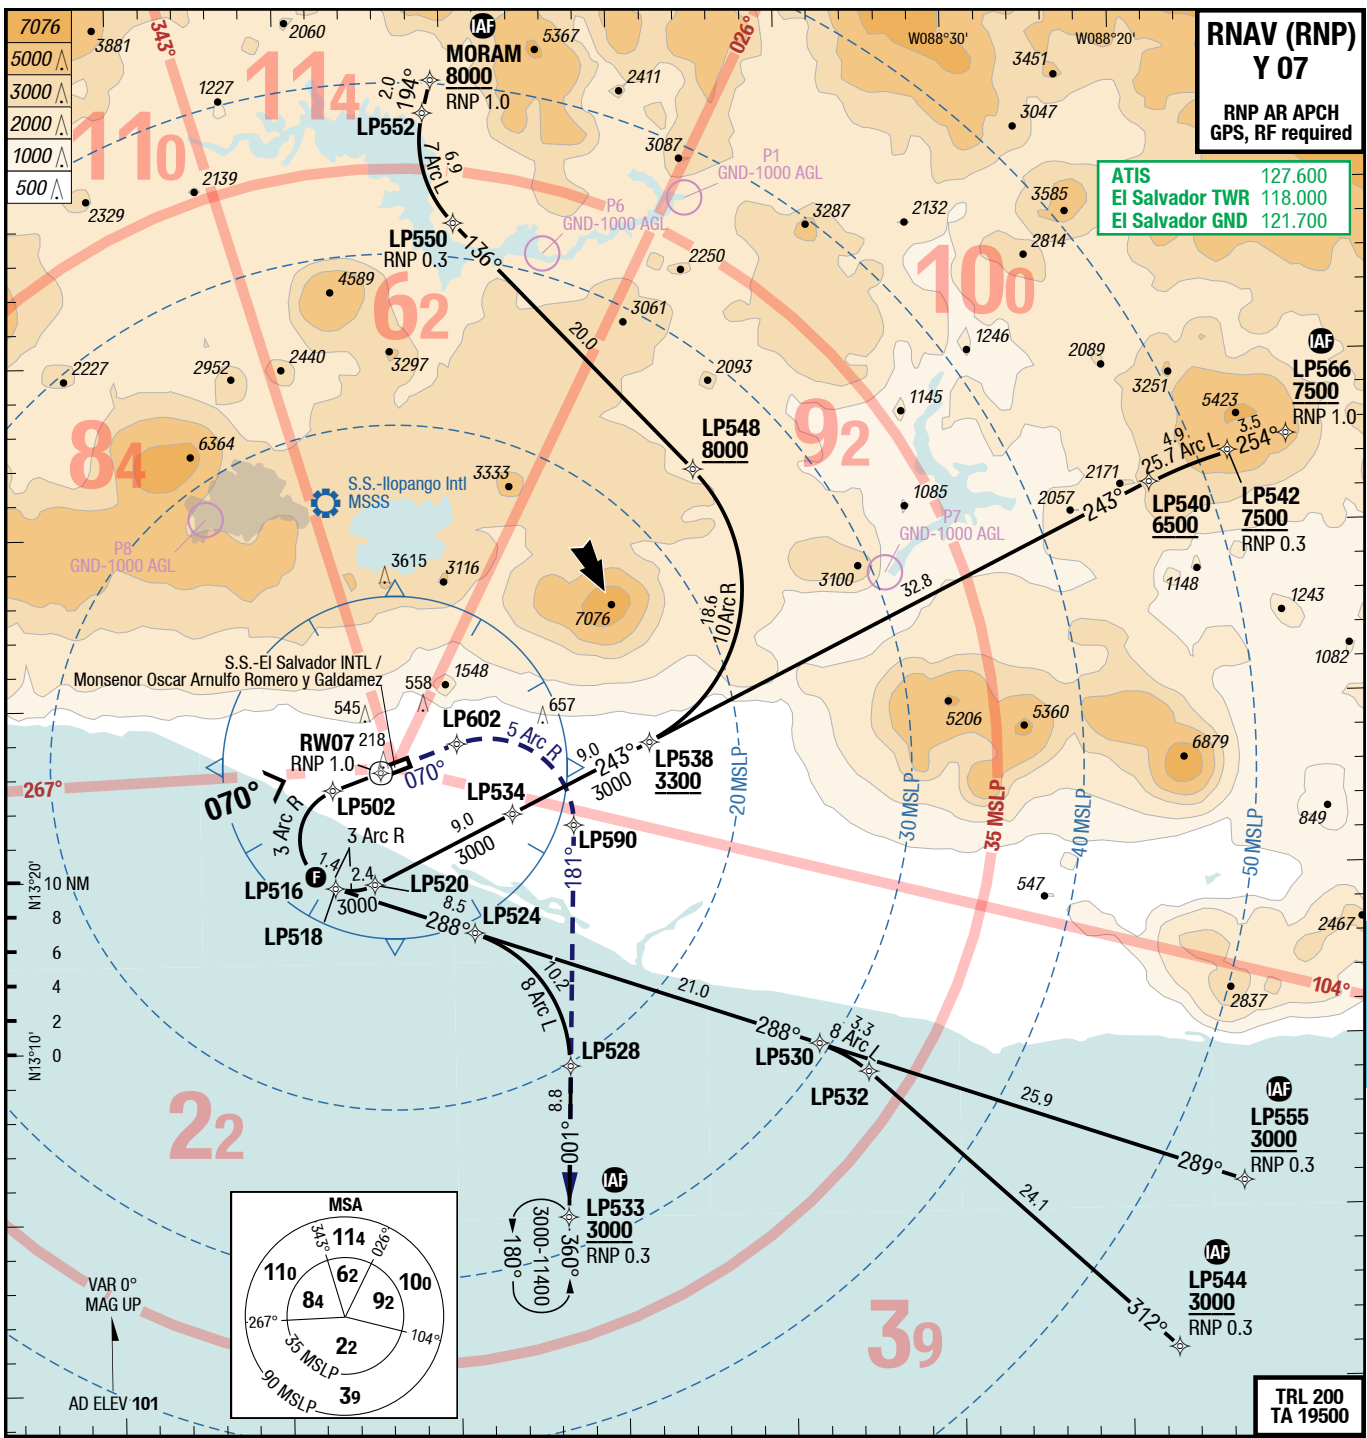 7076
5000
3000
2000
1000
500
3881
343°
2060
IAF
MORAM
8000
RNP 1.0
5367
026°
W088°30'
W088°20'
3451
RNAV (RNP)
Y 07
RNP AR APCH
GPS, RF required
1227
114
110
2.0
194°
2411
3047
LP552
ATIS 127.600
El Salvador TWR 118.000
El Salvador GND 121.700
2139
2329
7 Arc L
6.9
3087
P1
GND-1000 AGL
P6
GND-1000 AGL
3287
2132
3585
2814
LP550
RNP 0.3
136°
2250
100
4589
62
3061
20.0
1246
2089
3251
IAF
LP566
7500
RNP 1.0
2227
2952
2440
3297
2093
1145
5423
3.5
254°
4.9
25.7 Arc L
84
6364
LP548
8000
92
S.S.-Ilopango Intl
MSSS
3333
1085
2057
2171
243°
LP540
6500
LP542
7500
RNP 0.3
P8
GND-1000 AGL
P7
GND-1000 AGL
3615
3116
7076
18.6
10 Arc R
3100
32.8
1148
1243
1082
S.S.-El Salvador INTL /
Monsenor Oscar Arnulfo Romero y Galdamez
558
1548
545
657
5206
5360
6879
RW07
RNP 1.0
218
LP602
5 Arc R
9.0
243°
3000
LP538
3300
070°
267°
070°
LP502
LP534
20 MSLP
30 MSLP
35 MSLP
40 MSLP
50 MSLP
849
3 Arc R
3 Arc R
9.0
3000
LP590
181°
N13°20'
10 NM
8
6
4
2
0
N13°10'
F
1.4
2.4
LP516
3000
LP520
8.5
288°
LP524
LP518
547
2467
104°
2837
10.2
8 Arc L
21.0
288°
3.3
8 Arc L
LP530
LP532
LP528
8.8
001°
25.9
289°
IAF
LP555
3000
RNP 0.3
22
24.1
312°
IAF
LP533
3000
RNP 0.3
180°
3000-11400
360°
IAF
LP544
3000
RNP 0.3
39
MSA
114
343°
026°
110
62
100
84
92
267°
104°
22
35 MSLP
90 MSLP
39
VAR 0°
MAG UP
AD ELEV 101
TRL 200
TA 19500